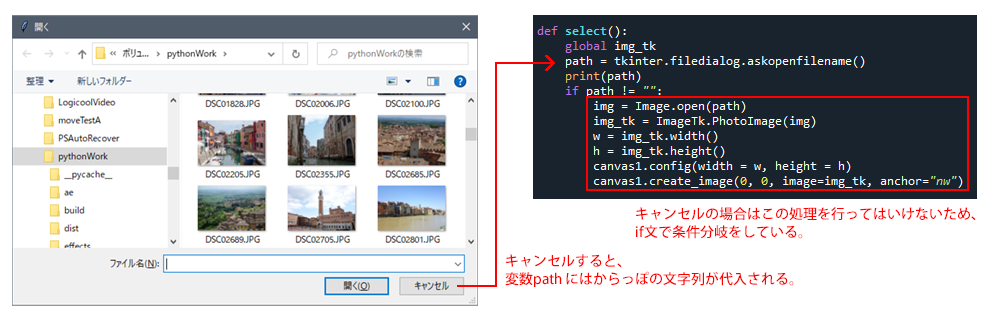 開く
« ボリュ... › pythonWork ›
pythonWorkの検索
整理 新しいフォルダー
LogicoolVideo
moveTestA
PSAutoRecover
pythonWork
__pycache__
ae
build
dist
effects
DSC01828.JPG DSC02006.JPG DSC02100.JPG
DSC02205.JPG DSC02355.JPG DSC02685.JPG
DSC02689.JPG DSC02705.JPG DSC02801.JPG
ファイル名(N):
開く(O) キャンセル
def select():
global img_tk
path = tkinter.filedialog.askopenfilename()
print(path)
if path != "":
img = Image.open(path)
img_tk = ImageTk.PhotoImage(img)
w = img_tk.width()
h = img_tk.height()
canvas1.config(width = w, height = h)
canvas1.create_image(0, 0, image=img_tk, anchor="nw")
キャンセルの場合はこの処理を行ってはいけないため、
if文で条件分岐をしている。
キャンセルすると、
変数path にはからっぽの文字列が代入される。